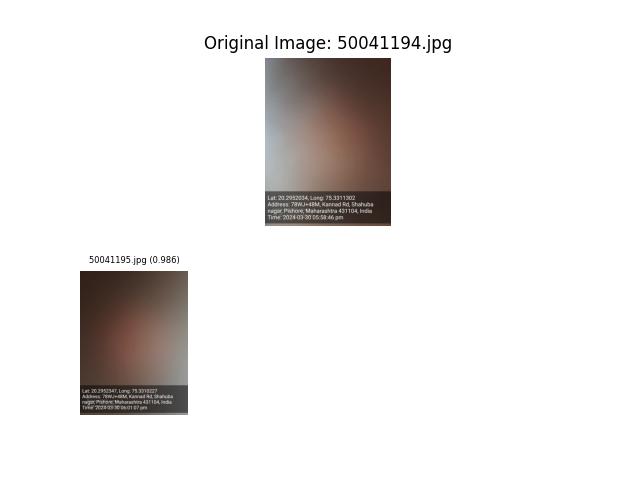 Original Image: 50041194.jpg
Lat: 20.2952034, Long: 75.3311302
Address: 78WJ+48M, Kannad Rd, Shahuba
nagar, Pishore, Maharashtra 431104, India
Time: 2024-03-30 05:58:46 pm
50041195.jpg (0.986)
Lat: 20.2952347, Long: 75.3310227
Address: 78WJ+48M, Kannad Rd, Shahuba
nagar, Pishore, Maharashtra 431104, India
Time: 2024-03-30 06:01:07 pm